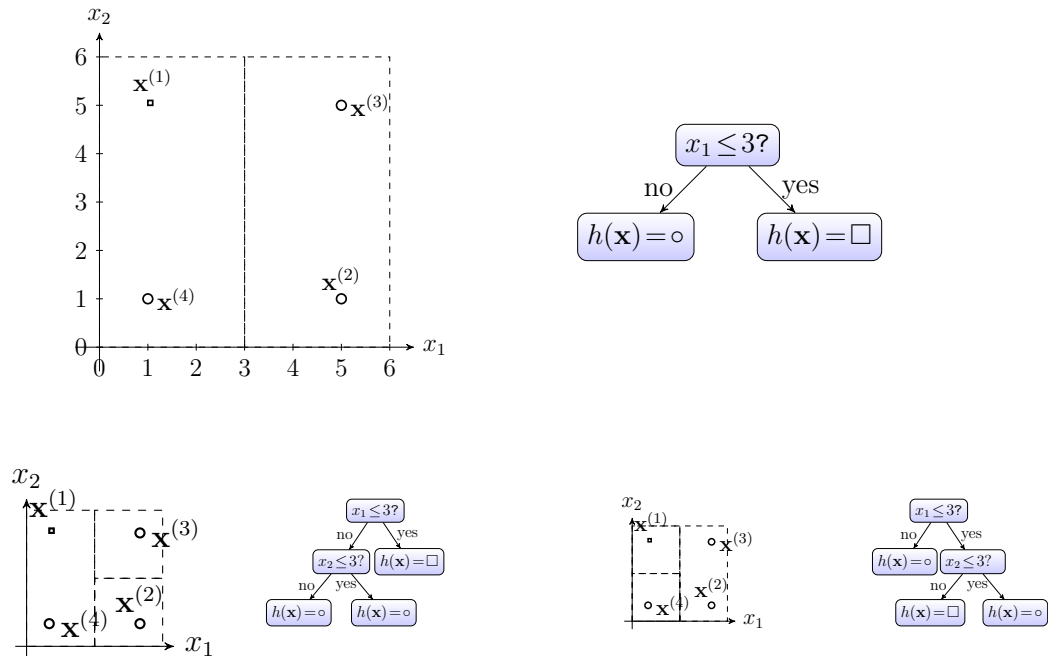 x₂
6
x⁽¹⁾
5
x⁽³⁾
4
3
2
x⁽²⁾
1
x⁽⁴⁾
0
x₁
0 1 2 3 4 5 6
x₁ ≤ 3?
no yes
h(x) = ○ h(x) = □
x₂
x⁽¹⁾
x⁽³⁾
x⁽²⁾
x⁽⁴⁾
x₁
x₁ ≤ 3?
no yes
x₂ ≤ 3? h(x) = □
no yes
h(x) = ○ h(x) = ○
x₂
x⁽¹⁾
x⁽³⁾
x⁽²⁾
x⁽⁴⁾
x₁
x₁ ≤ 3?
no yes
h(x) = ○ x₂ ≤ 3?
no yes
h(x) = □ h(x) = ○